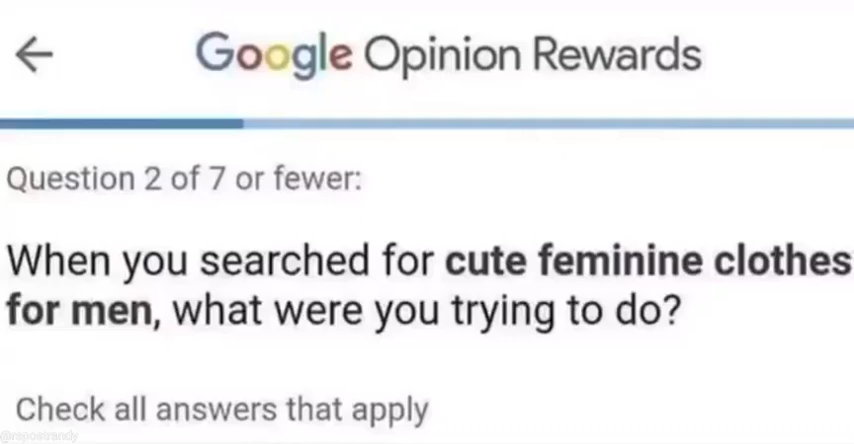 Google Opinion Rewards
Question 2 of 7 or fewer:
When you searched for cute feminine clothes
for men, what were you trying to do?
Check all answers that apply
@repostrandy